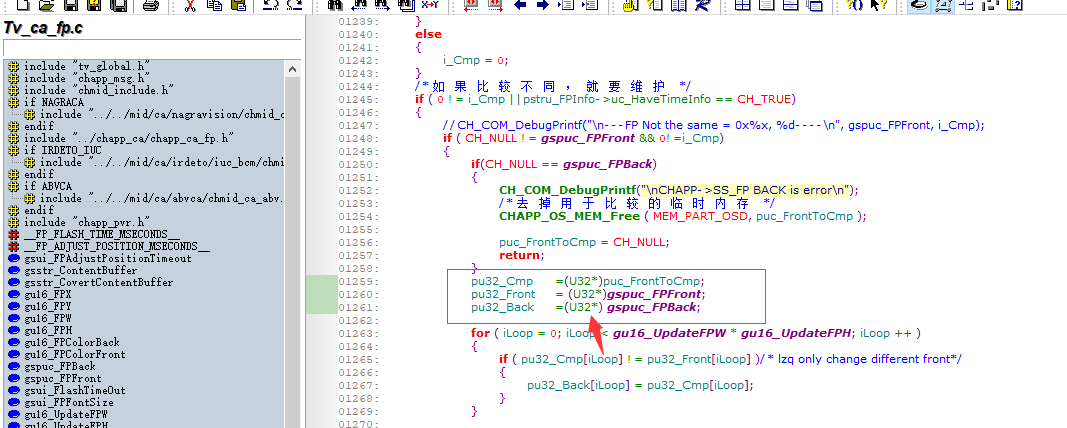 Tv_ca_fp.c
include "tv_global.h"
include "chapp_msg.h"
include "chmid_include.h"
if NAGRACA
include "../../mid/ca/nagravision/chmid_c
endif
include "../chapp_ca/chapp_ca_fp.h"
if IRDETO_IUC
include "../../mid/ca/irdeto/iuc_bcm/chmi
endif
if ABVCA
include "../../mid/ca/abvca/chmid_ca_abv.
endif
include "chapp_pvr.h"
__FP_FLASH_TIME_MSECONDS__
__FP_ADJUST_POSITION_MSECONDS__
gsui_FPAdjustPositionTimeout
gsstr_ContentBuffer
gsstr_CovertContentBuffer
gu16_FPX
gu16_FPY
gu16_FPW
gu16_FPH
gu16_FPColorBack
gu16_FPColorFront
gspuc_FPBack
gspuc_FPFront
gsui_FlashTimeOut
gsui_FPFontSize
gu16_UpdateFPW
gu16_UpdateFPH
01239: }
01240: else
01241: {
01242: i_Cmp = 0;
01243: }
01244: /*如果比较不同，就要维护 */
01245: if ( 0 != i_Cmp || pstru_FPInfo->uc_HaveTimeInfo == CH_TRUE)
01246: {
01247: //CH_COM_DebugPrintf("\n---FP Not the same = 0x%x, %d----\n", gspuc_FPFront, i_Cmp);
01248: if ( CH_NULL != gspuc_FPFront && 0!=i_Cmp)
01249: {
01250: if(CH_NULL == gspuc_FPBack)
01251: {
01252: CH_COM_DebugPrintf("\nCHAPP->SS_FP BACK is error\n");
01253: /*去掉用于比较的临时内存 */
01254: CHAPP_OS_MEM_Free ( MEM_PART_OSD, puc_FrontToCmp );
01255:
01256: puc_FrontToCmp = CH_NULL;
01257: return;
01258: }
01259: pu32_Cmp =(U32*)puc_FrontToCmp;
01260: pu32_Front = (U32*)gspuc_FPFront;
01261: pu32_Back =(U32*) gspuc_FPBack;
01262:
01263: for ( iLoop = 0; iLoop < gu16_UpdateFPW * gu16_UpdateFPH; iLoop ++ )
01264: {
01265: if ( pu32_Cmp[iLoop] != pu32_Front[iLoop] )/* lzq only change different front*/
01266: {
01267: pu32_Back[iLoop] = pu32_Cmp[iLoop];
01268: }
01269: }
01270: